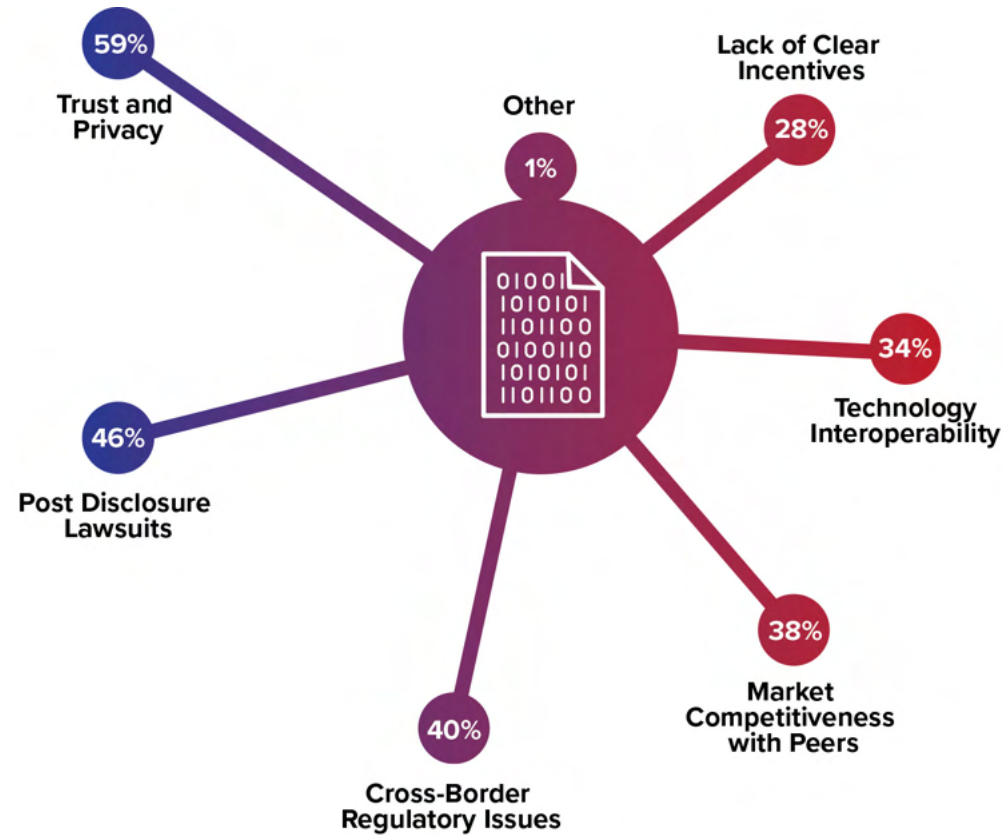 59%
Trust and
Privacy
Other
1%
Lack of Clear
Incentives
28%
01001
1010101
1101100
0100110
1010101
1101100
34%
Technology
Interoperability
46%
Post Disclosure
Lawsuits
38%
Market
Competitiveness
with Peers
40%
Cross-Border
Regulatory Issues